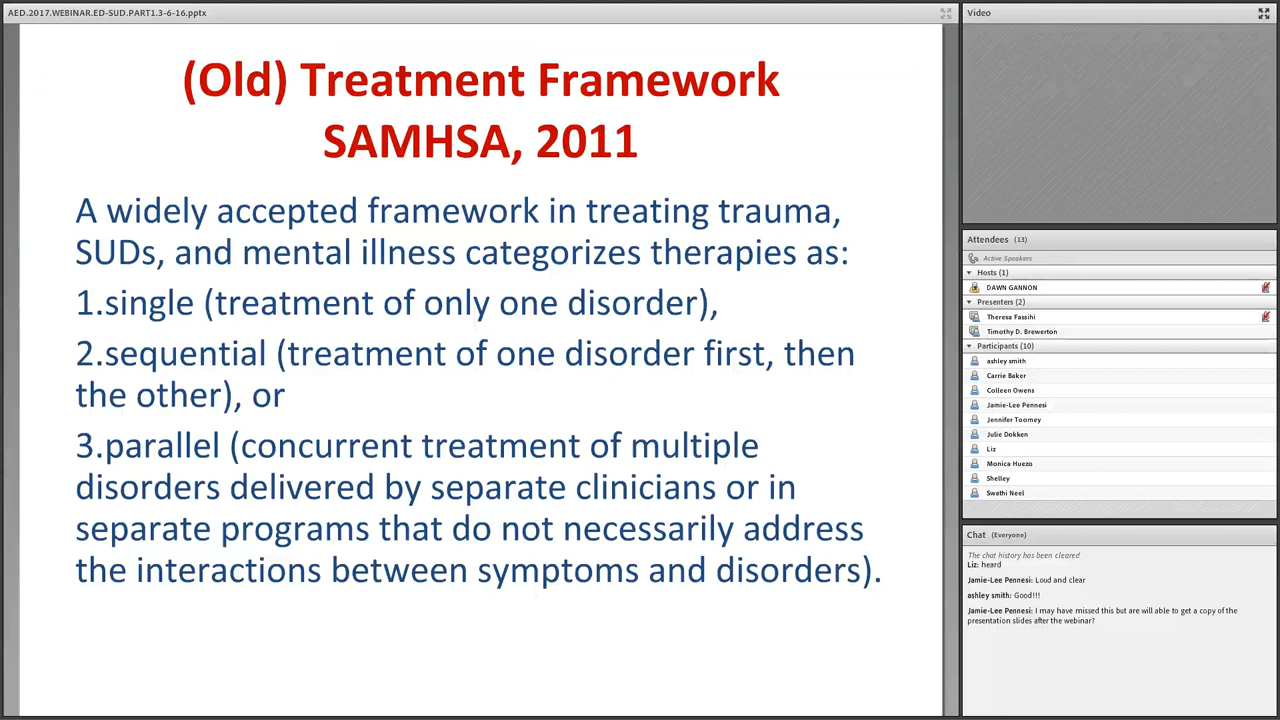 AED.2017.WEBINAR.ED-SUD.PART1.3-6-16.pptx
(Old) Treatment Framework
SAMHSA, 2011
A widely accepted framework in treating trauma,
SUDs, and mental illness categorizes therapies as:
1.single (treatment of only one disorder),
2.sequential (treatment of one disorder first, then
the other), or
3.parallel (concurrent treatment of multiple
disorders delivered by separate clinicians or in
separate programs that do not necessarily address
the interactions between symptoms and disorders).
Video
Attendees (13)
Active Speakers
Hosts (1)
DAWN GANNON
Presenters (2)
Theresa Fassihi
Timothy D. Brewerton
Participants (10)
ashley smith
Carrie Baker
Colleen Owens
Jamie-Lee Pennesi
Jennifer Toomey
Julie Dokken
Liz
Monica Huezo
Shelley
Swathi Neel
Chat (Everyone)
The chat history has been cleared
Liz: heard
Jamie-Lee Pennesi: Loud and clear
ashley smith: Good!!!
Jamie-Lee Pennesi: I may have missed this but are will able to get a copy of the
presentation slides after the webinar?